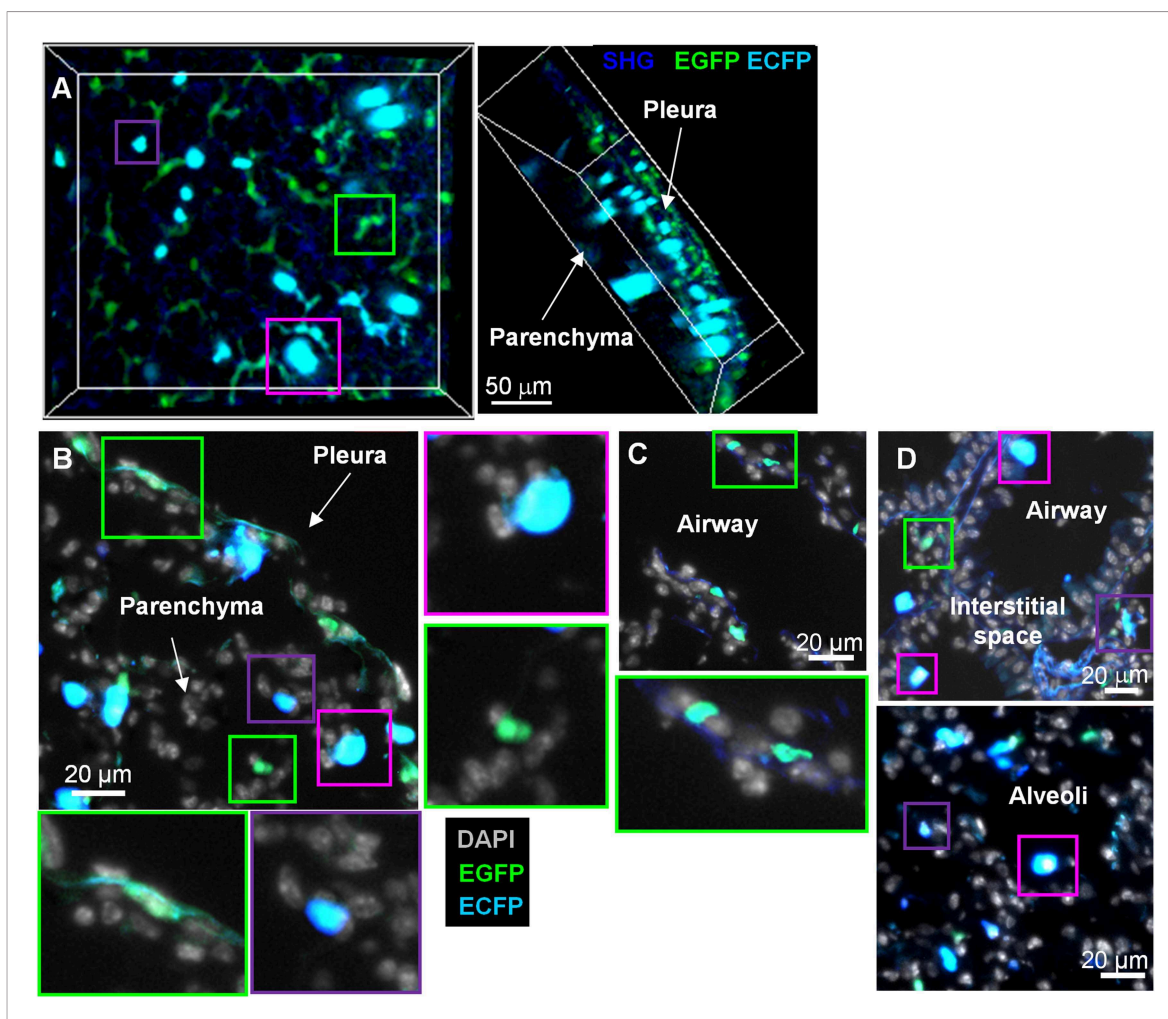 A
SHG EGFP ECFP
Pleura
Parenchyma
50 μm
B
Pleura
Parenchyma
20 μm
C
Airway
20 μm
D
Airway
Interstitial
space
20 μm
DAPI
EGFP
ECFP
Alveoli
20 μm